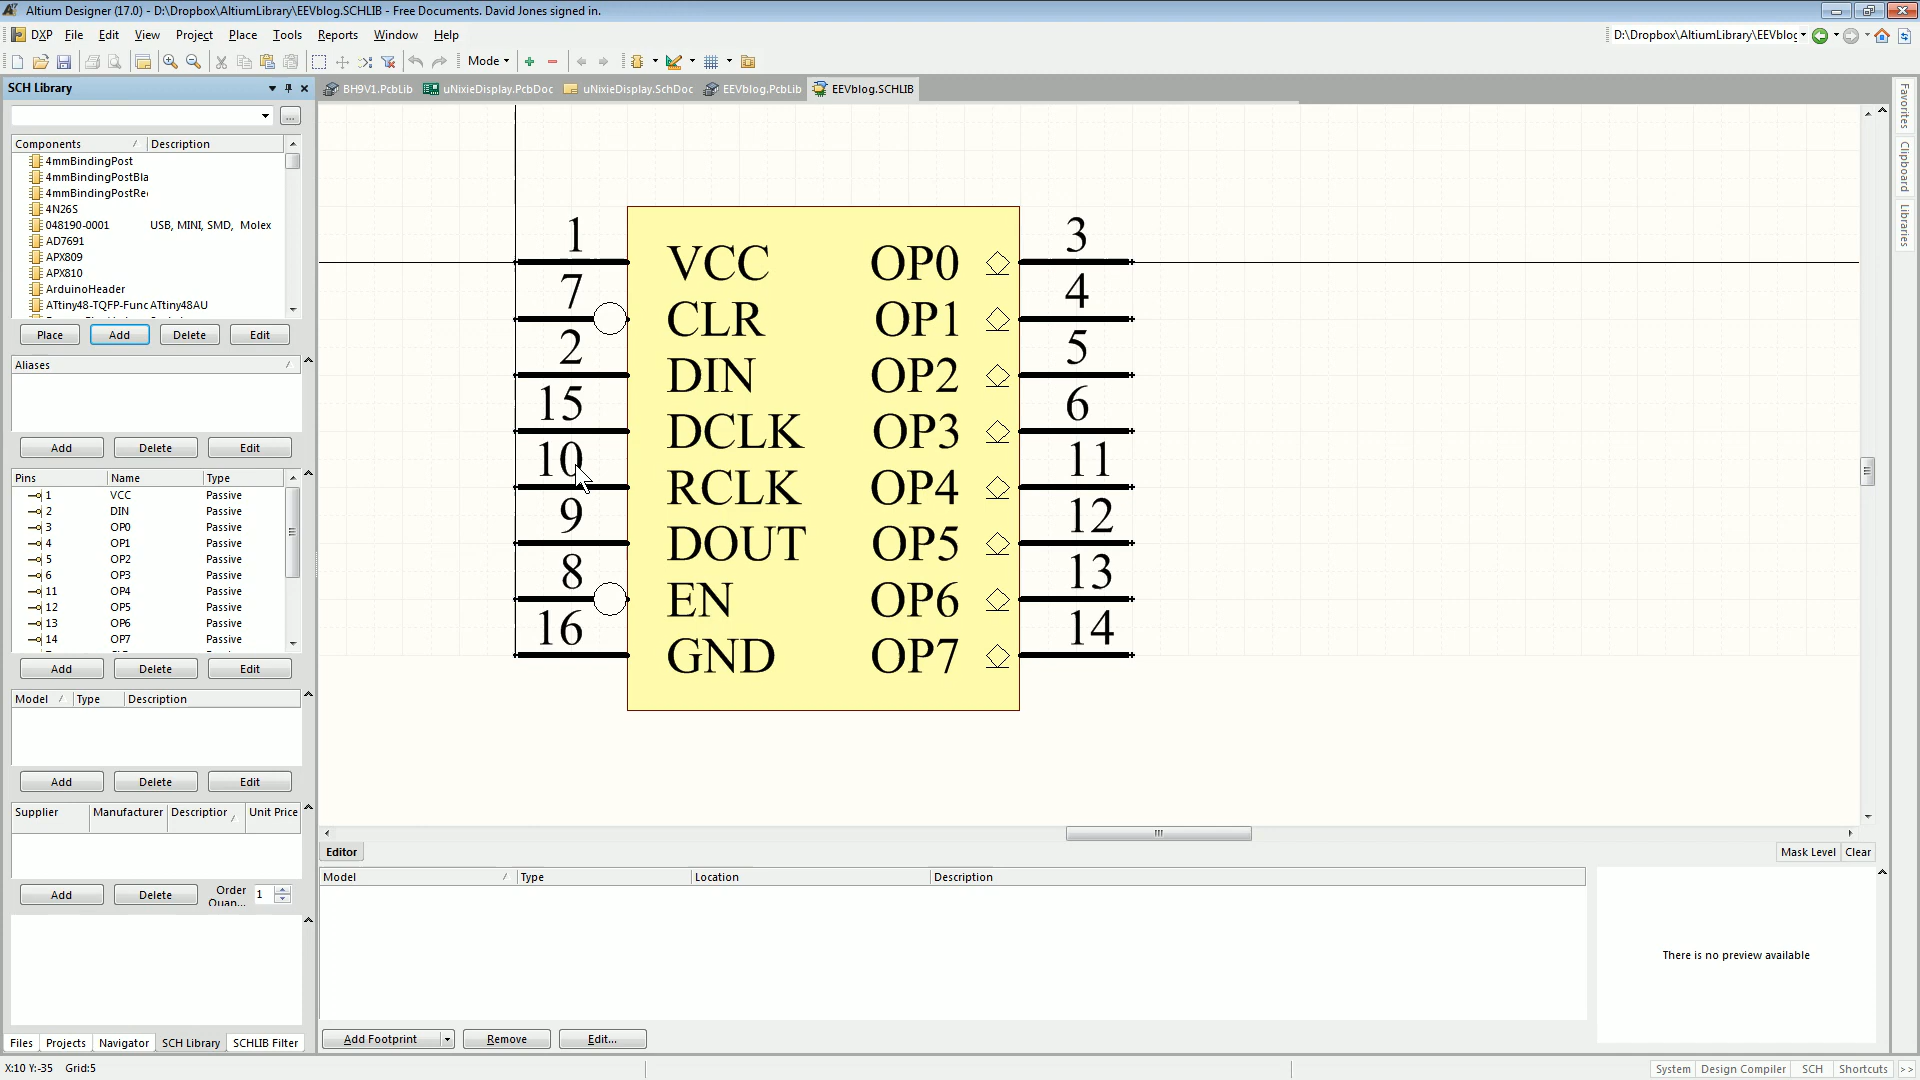 Altium Designer (17.0) - D:\Dropbox\AltiumLibrary\EEVblog.SCHLIB - Free Documents. David Jones signed in.
DXP File Edit View Project Place Tools Reports Window Help
D:\Dropbox\AltiumLibrary\EEVblog
Mode
SCH Library
BH9V1.PcbLib uNixieDisplay.PcbDoc uNixieDisplay.SchDoc EEVblog.PcbLib EEVblog.SCHLIB
Components Description
4mmBindingPost
4mmBindingPostBla
4mmBindingPostRe
4N26S
048190-0001 USB, MINI, SMD, Molex
AD7691
APX809
APX810
ArduinoHeader
ATtiny48-TQFP-Func ATtiny48AU
Place Add Delete Edit
Aliases
Add Delete Edit
Pins Name Type
1 VCC Passive
2 DIN Passive
3 OP0 Passive
4 OP1 Passive
5 OP2 Passive
6 OP3 Passive
11 OP4 Passive
12 OP5 Passive
13 OP6 Passive
14 OP7 Passive
Add Delete Edit
Model Type Description
Add Delete Edit
Supplier Manufacturer Description Unit Price
Add Delete Order Quan... 1
Files Projects Navigator SCH Library SCHLIB Filter
X:10 Y:-35 Grid:5
1 VCC OP0 3
7 CLR OP1 4
2 DIN OP2 5
15 DCLK OP3 6
10 RCLK OP4 11
9 DOUT OP5 12
8 EN OP6 13
16 GND OP7 14
Favorites
Clipboard
Libraries
Editor
Mask Level Clear
Model Type Location Description
There is no preview available
Add Footprint Remove Edit...
System Design Compiler SCH Shortcuts >>